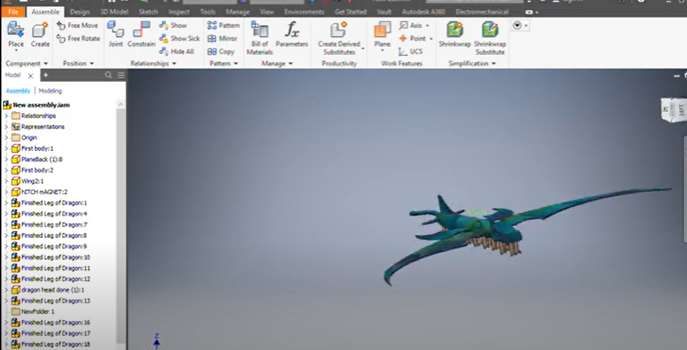 File Assembly Design 3D Model Sketch Inspect Tools Manage View Environments Get Started Vault Autodesk A360 Electromechanical
Place Create Free Move Free Rotate Joint Constrain Show Show Sick Hide All Pattern Mirror Copy Bill of Materials Parameters Create Derived Substitutes Plane Axis Point UCS Shrinkwrap Shrinkwrap Substitute
Component Position Relationships Pattern Manage Productivity Work Features Simplification
Model
Assembly Modeling
New assembly.iam
Relationships
Representations
Origin
First body:1
PlaneBack (1):8
First body:2
Wing2:1
hITCH mAGNET:2
Finished Leg of Dragon:1
Finished Leg of Dragon:4
Finished Leg of Dragon:7
Finished Leg of Dragon:8
Finished Leg of Dragon:9
Finished Leg of Dragon:10
Finished Leg of Dragon:11
Finished Leg of Dragon:12
dragon head done (1):1
Finished Leg of Dragon:13
NewFolder 1
Finished Leg of Dragon:16
Finished Leg of Dragon:17
Finished Leg of Dragon:18
Z